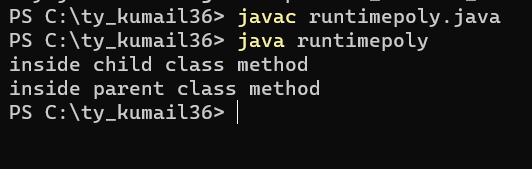 PS C:\ty_kumail36> javac runtimepoly.java
PS C:\ty_kumail36> java runtimepoly
inside child class method
inside parent class method
PS C:\ty_kumail36>